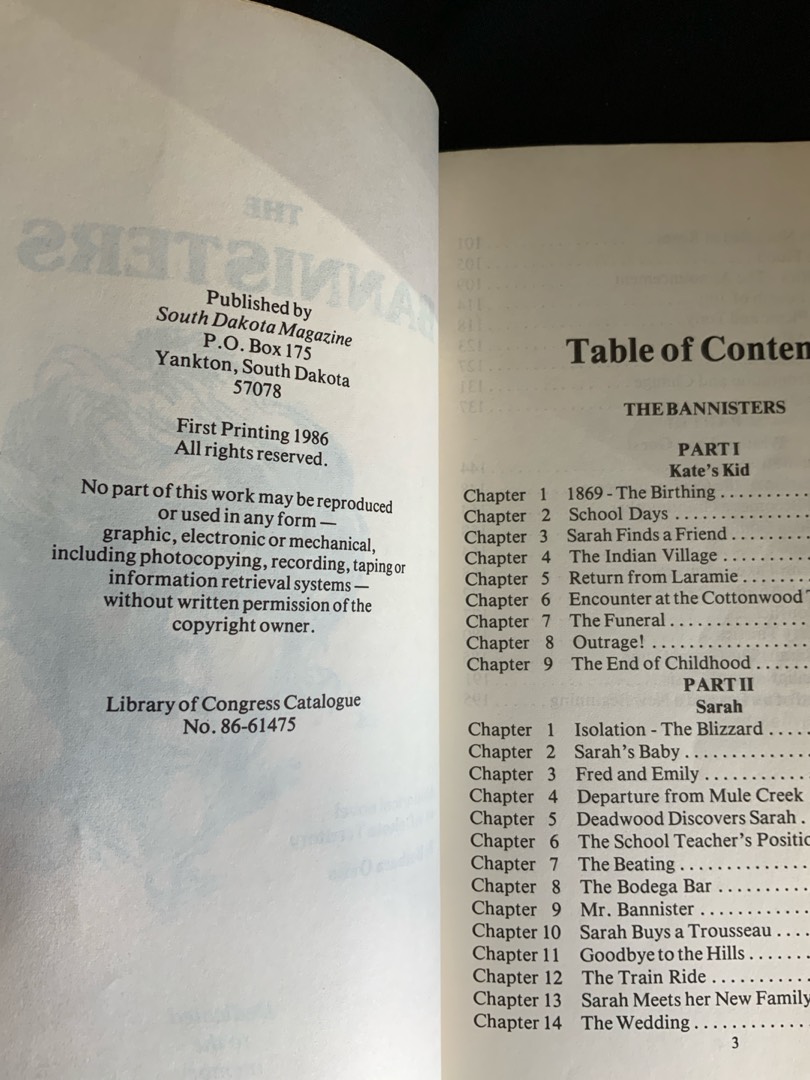 THE
BANNISTERS
Published by
South Dakota Magazine
P.O. Box 175
Yankton, South Dakota
57078
First Printing 1986
All rights reserved.
No part of this work may be reproduced
or used in any form —
graphic, electronic or mechanical,
including photocopying, recording, taping or
information retrieval systems —
without written permission of the
copyright owner.
Library of Congress Catalogue
No. 86-61475
Table of Conten
THE BANNISTERS
PART I
Kate's Kid
Chapter 1 1869 - The Birthing..........
Chapter 2 School Days..............
Chapter 3 Sarah Finds a Friend........
Chapter 4 The Indian Village.........
Chapter 5 Return from Laramie.......
Chapter 6 Encounter at the Cottonwood
Chapter 7 The Funeral..............
Chapter 8 Outrage!................
Chapter 9 The End of Childhood......
PART II
Sarah
Chapter 1 Isolation - The Blizzard.....
Chapter 2 Sarah's Baby............
Chapter 3 Fred and Emily...........
Chapter 4 Departure from Mule Creek
Chapter 5 Deadwood Discovers Sarah.
Chapter 6 The School Teacher's Positio
Chapter 7 The Beating.............
Chapter 8 The Bodega Bar..........
Chapter 9 Mr. Bannister............
Chapter 10 Sarah Buys a Trousseau....
Chapter 11 Goodbye to the Hills.......
Chapter 12 The Train Ride...........
Chapter 13 Sarah Meets her New Family
Chapter 14 The Wedding............
3